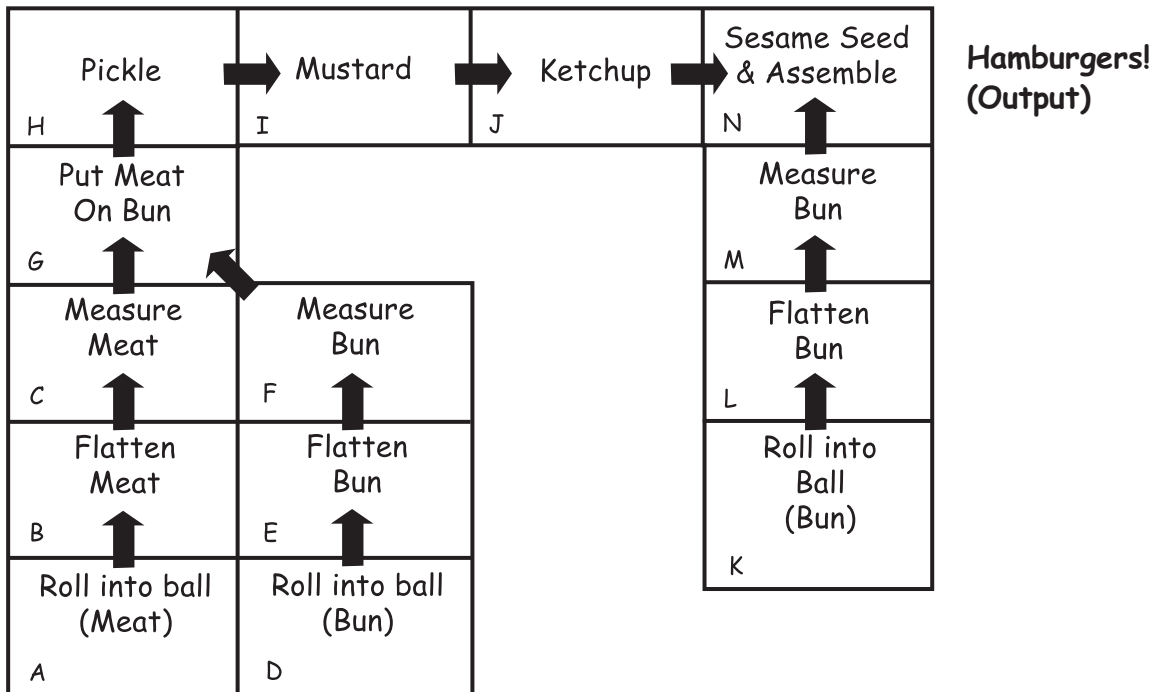 Pickle
H
Mustard
I
Ketchup
J
Sesame Seed
& Assemble
N
Hamburgers!
(Output)
Put Meat
On Bun
G
Measure
Bun
M
Measure
Meat
C
Measure
Bun
F
Flatten
Bun
L
Flatten
Meat
B
Flatten
Bun
E
Roll into
Ball
(Bun)
K
Roll into ball
(Meat)
A
Roll into ball
(Bun)
D